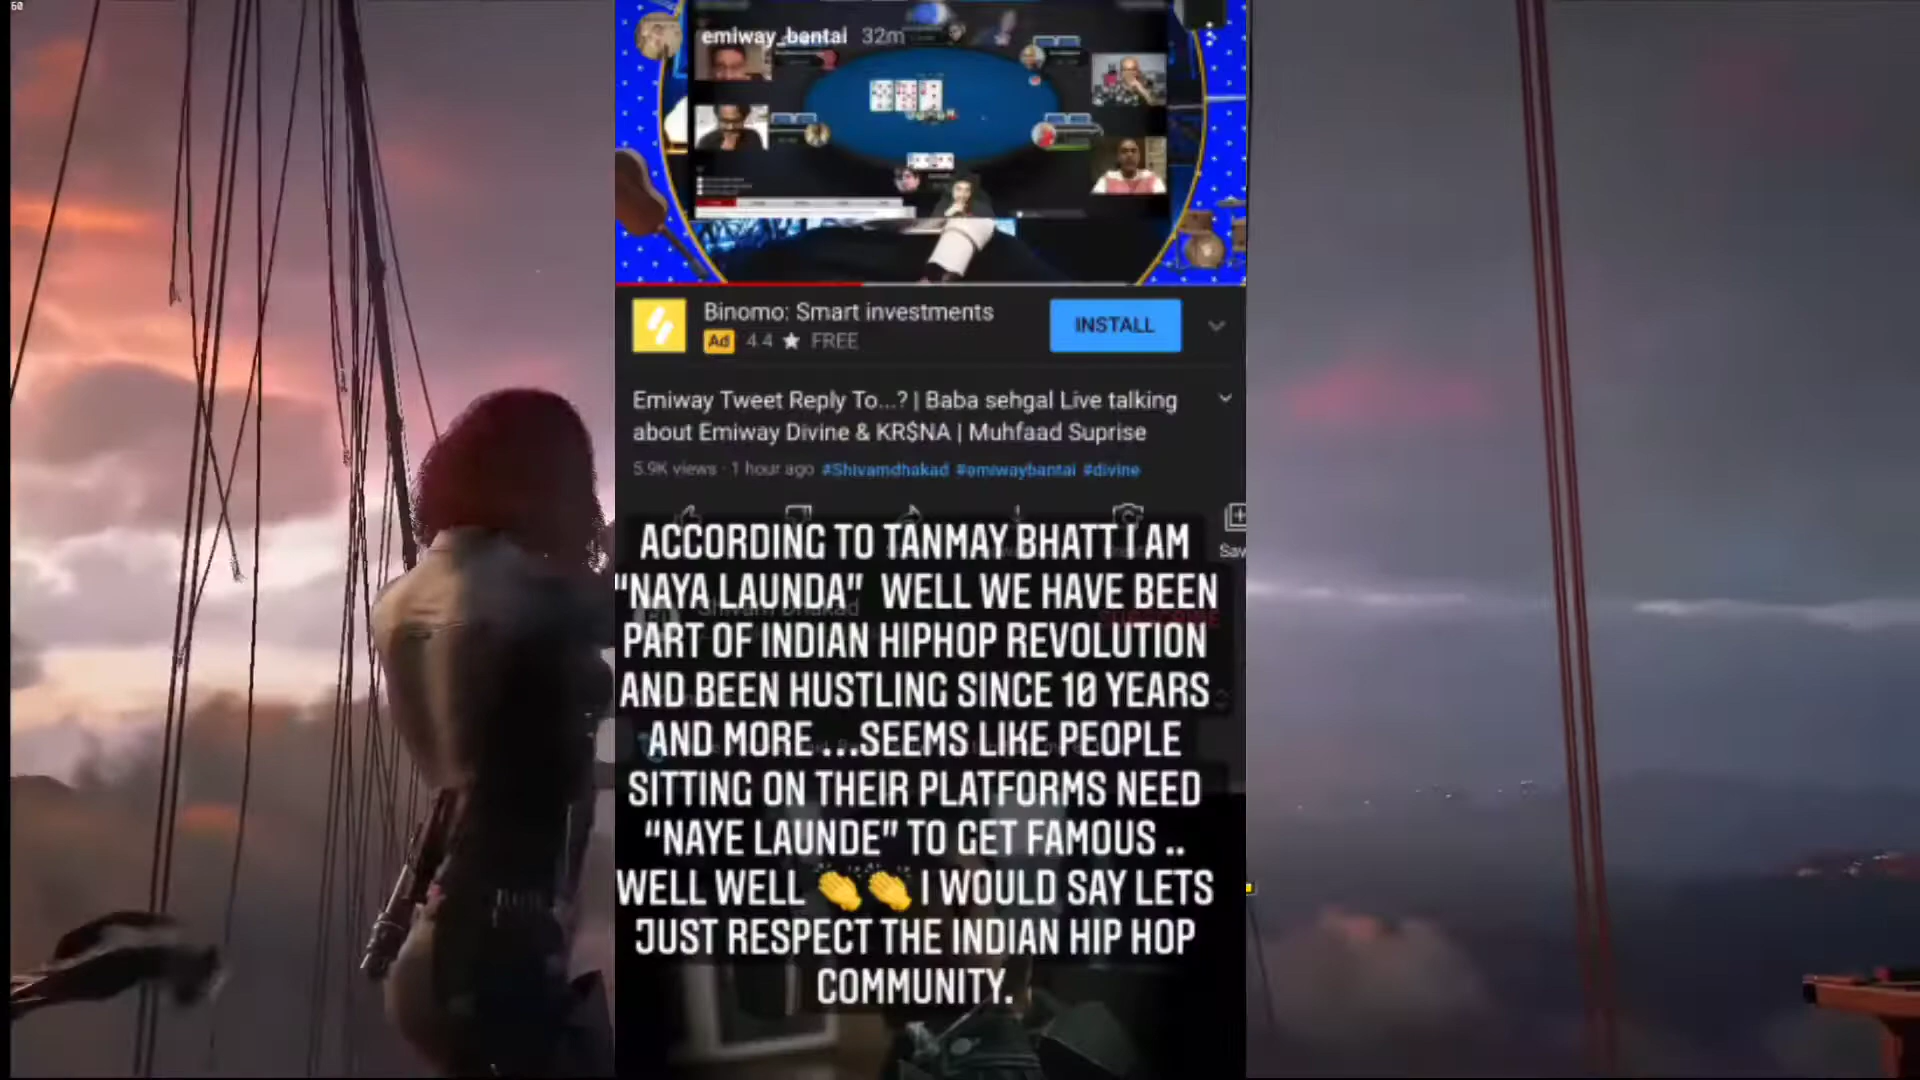 60
emiway_bantai 32m
Binomo: Smart investments
Ad 4.4 ★ FREE
INSTALL
Emiway Tweet Reply To...? | Baba sehgal Live talking
about Emiway Divine & KR$NA | Muhfaad Suprise
5.9K views · 1 hour ago #Shivamdhakad #emiwaybantai #divine
ACCORDING TO TANMAY BHATT I AM
"NAYA LAUNDA" WELL WE HAVE BEEN
PART OF INDIAN HIPHOP REVOLUTION
AND BEEN HUSTLING SINCE 10 YEARS
AND MORE ...SEEMS LIKE PEOPLE
SITTING ON THEIR PLATFORMS NEED
"NAYE LAUNDE" TO GET FAMOUS ..
WELL WELL 👏👏 I WOULD SAY LETS
JUST RESPECT THE INDIAN HIP HOP
COMMUNITY.